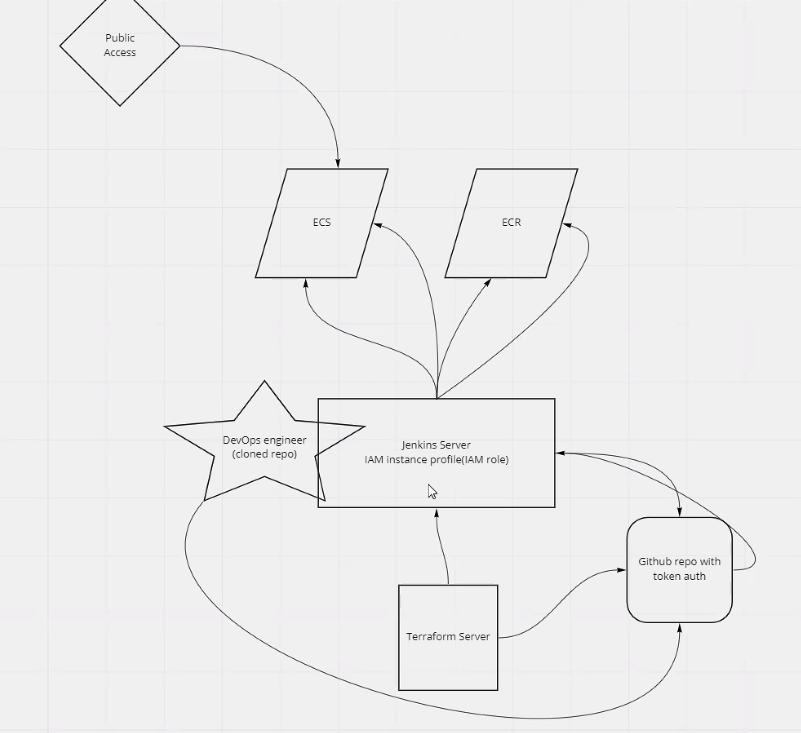 Public
Access
ECS
ECR
DevOps engineer
(cloned repo)
Jenkins Server
IAM instance profile(IAM role)
Github repo with
token auth
Terraform Server